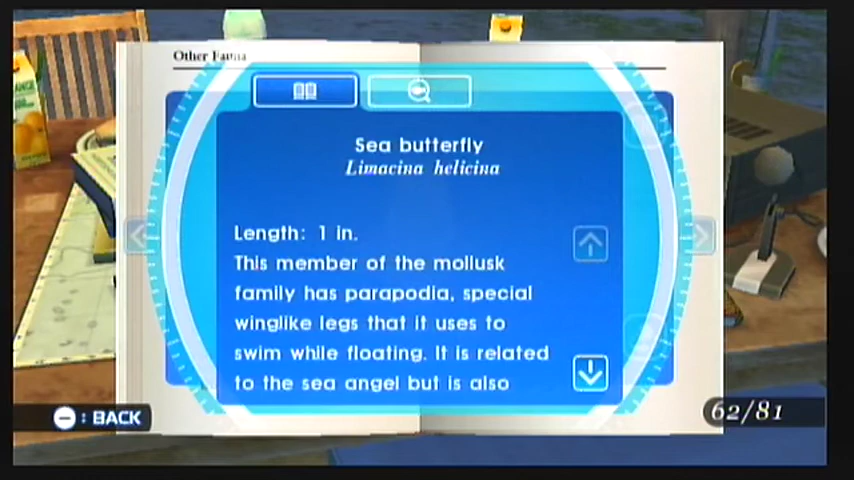 Other Fauna
Sea butterfly
Limacina helicina
Length: 1 in.
This member of the mollusk
family has parapodia, special
winglike legs that it uses to
swim while floating. It is related
to the sea angel but is also
62/81
− : BACK